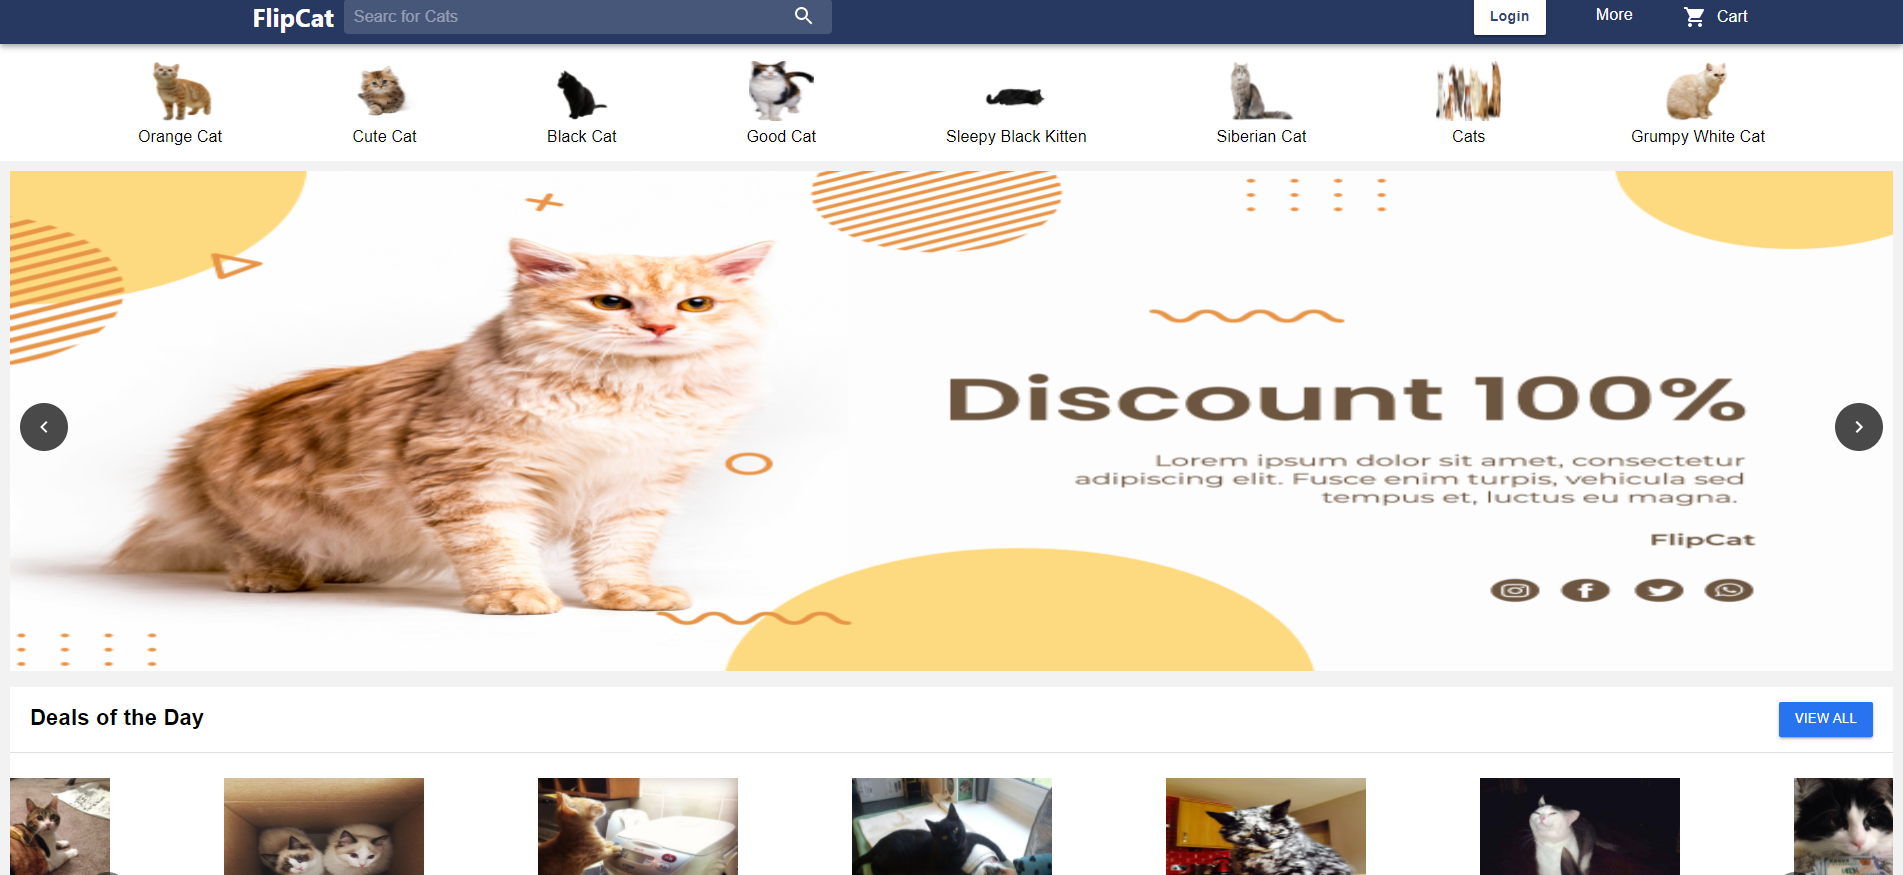 FlipCat
Searc for Cats
Login
More
Cart
Orange Cat
Cute Cat
Black Cat
Good Cat
Sleepy Black Kitten
Siberian Cat
Cats
Grumpy White Cat
Discount 100%
Lorem ipsum dolor sit amet, consectetur
adipiscing elit. Fusce enim turpis, vehicula sed
tempus et, luctus eu magna.
FlipCat
Deals of the Day
VIEW ALL